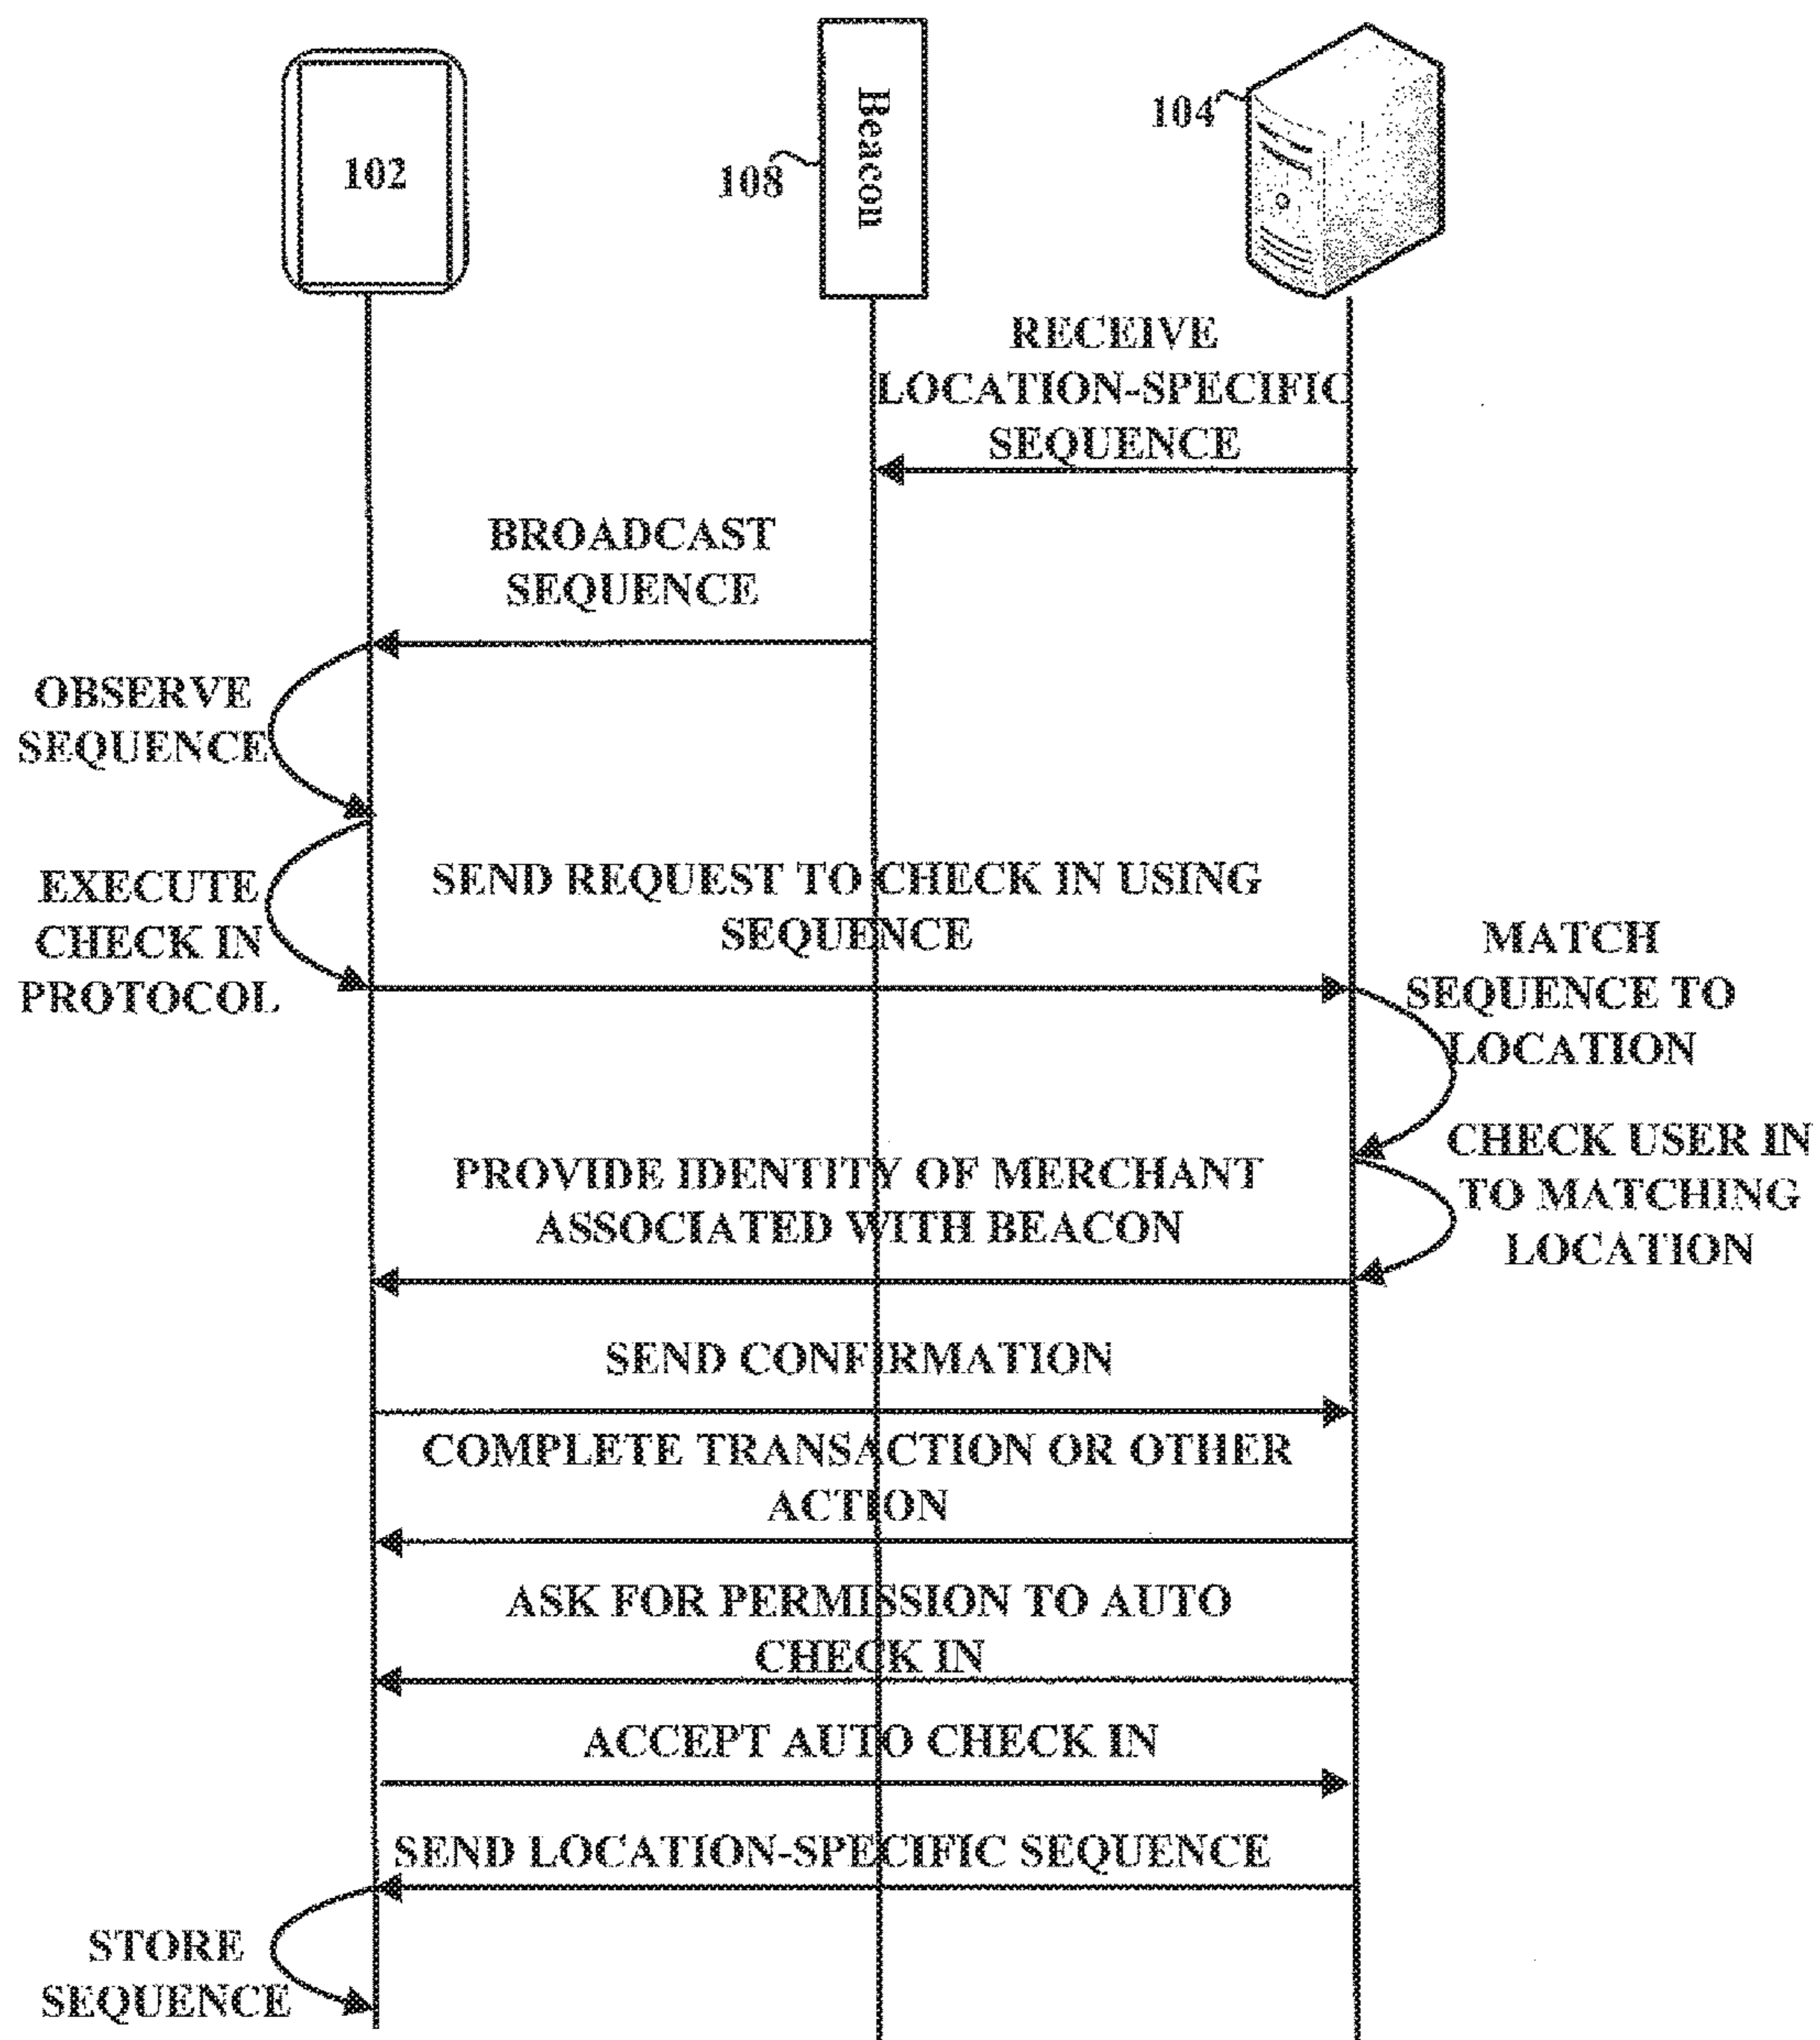 102
108
Beacon
104
RECEIVE
LOCATION-SPECIFIC
SEQUENCE
BROADCAST
SEQUENCE
OBSERVE
SEQUENCE
EXECUTE
CHECK IN
PROTOCOL
SEND REQUEST TO CHECK IN USING
SEQUENCE
MATCH
SEQUENCE TO
LOCATION
CHECK USER IN
TO MATCHING
LOCATION
PROVIDE IDENTITY OF MERCHANT
ASSOCIATED WITH BEACON
SEND CONFIRMATION
COMPLETE TRANSACTION OR OTHER
ACTION
ASK FOR PERMISSION TO AUTO
CHECK IN
ACCEPT AUTO CHECK IN
SEND LOCATION-SPECIFIC SEQUENCE
STORE
SEQUENCE